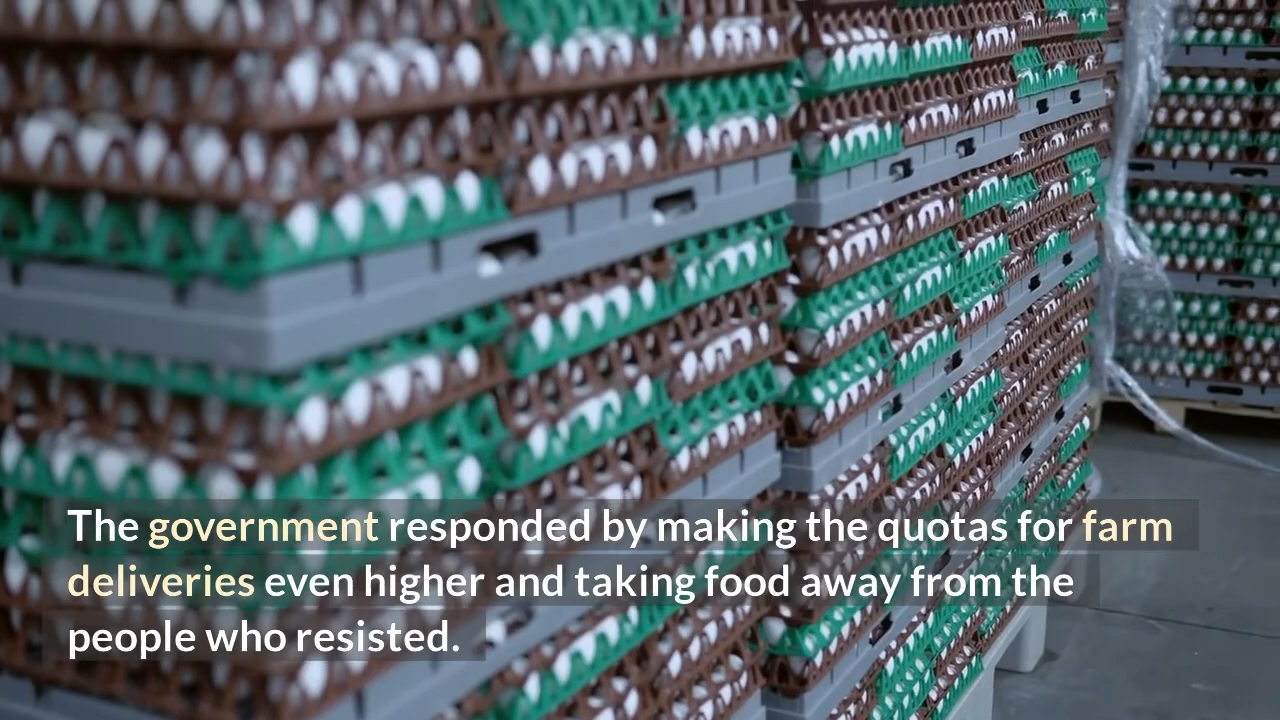 The government responded by making the quotas for farm
deliveries even higher and taking food away from the
people who resisted.